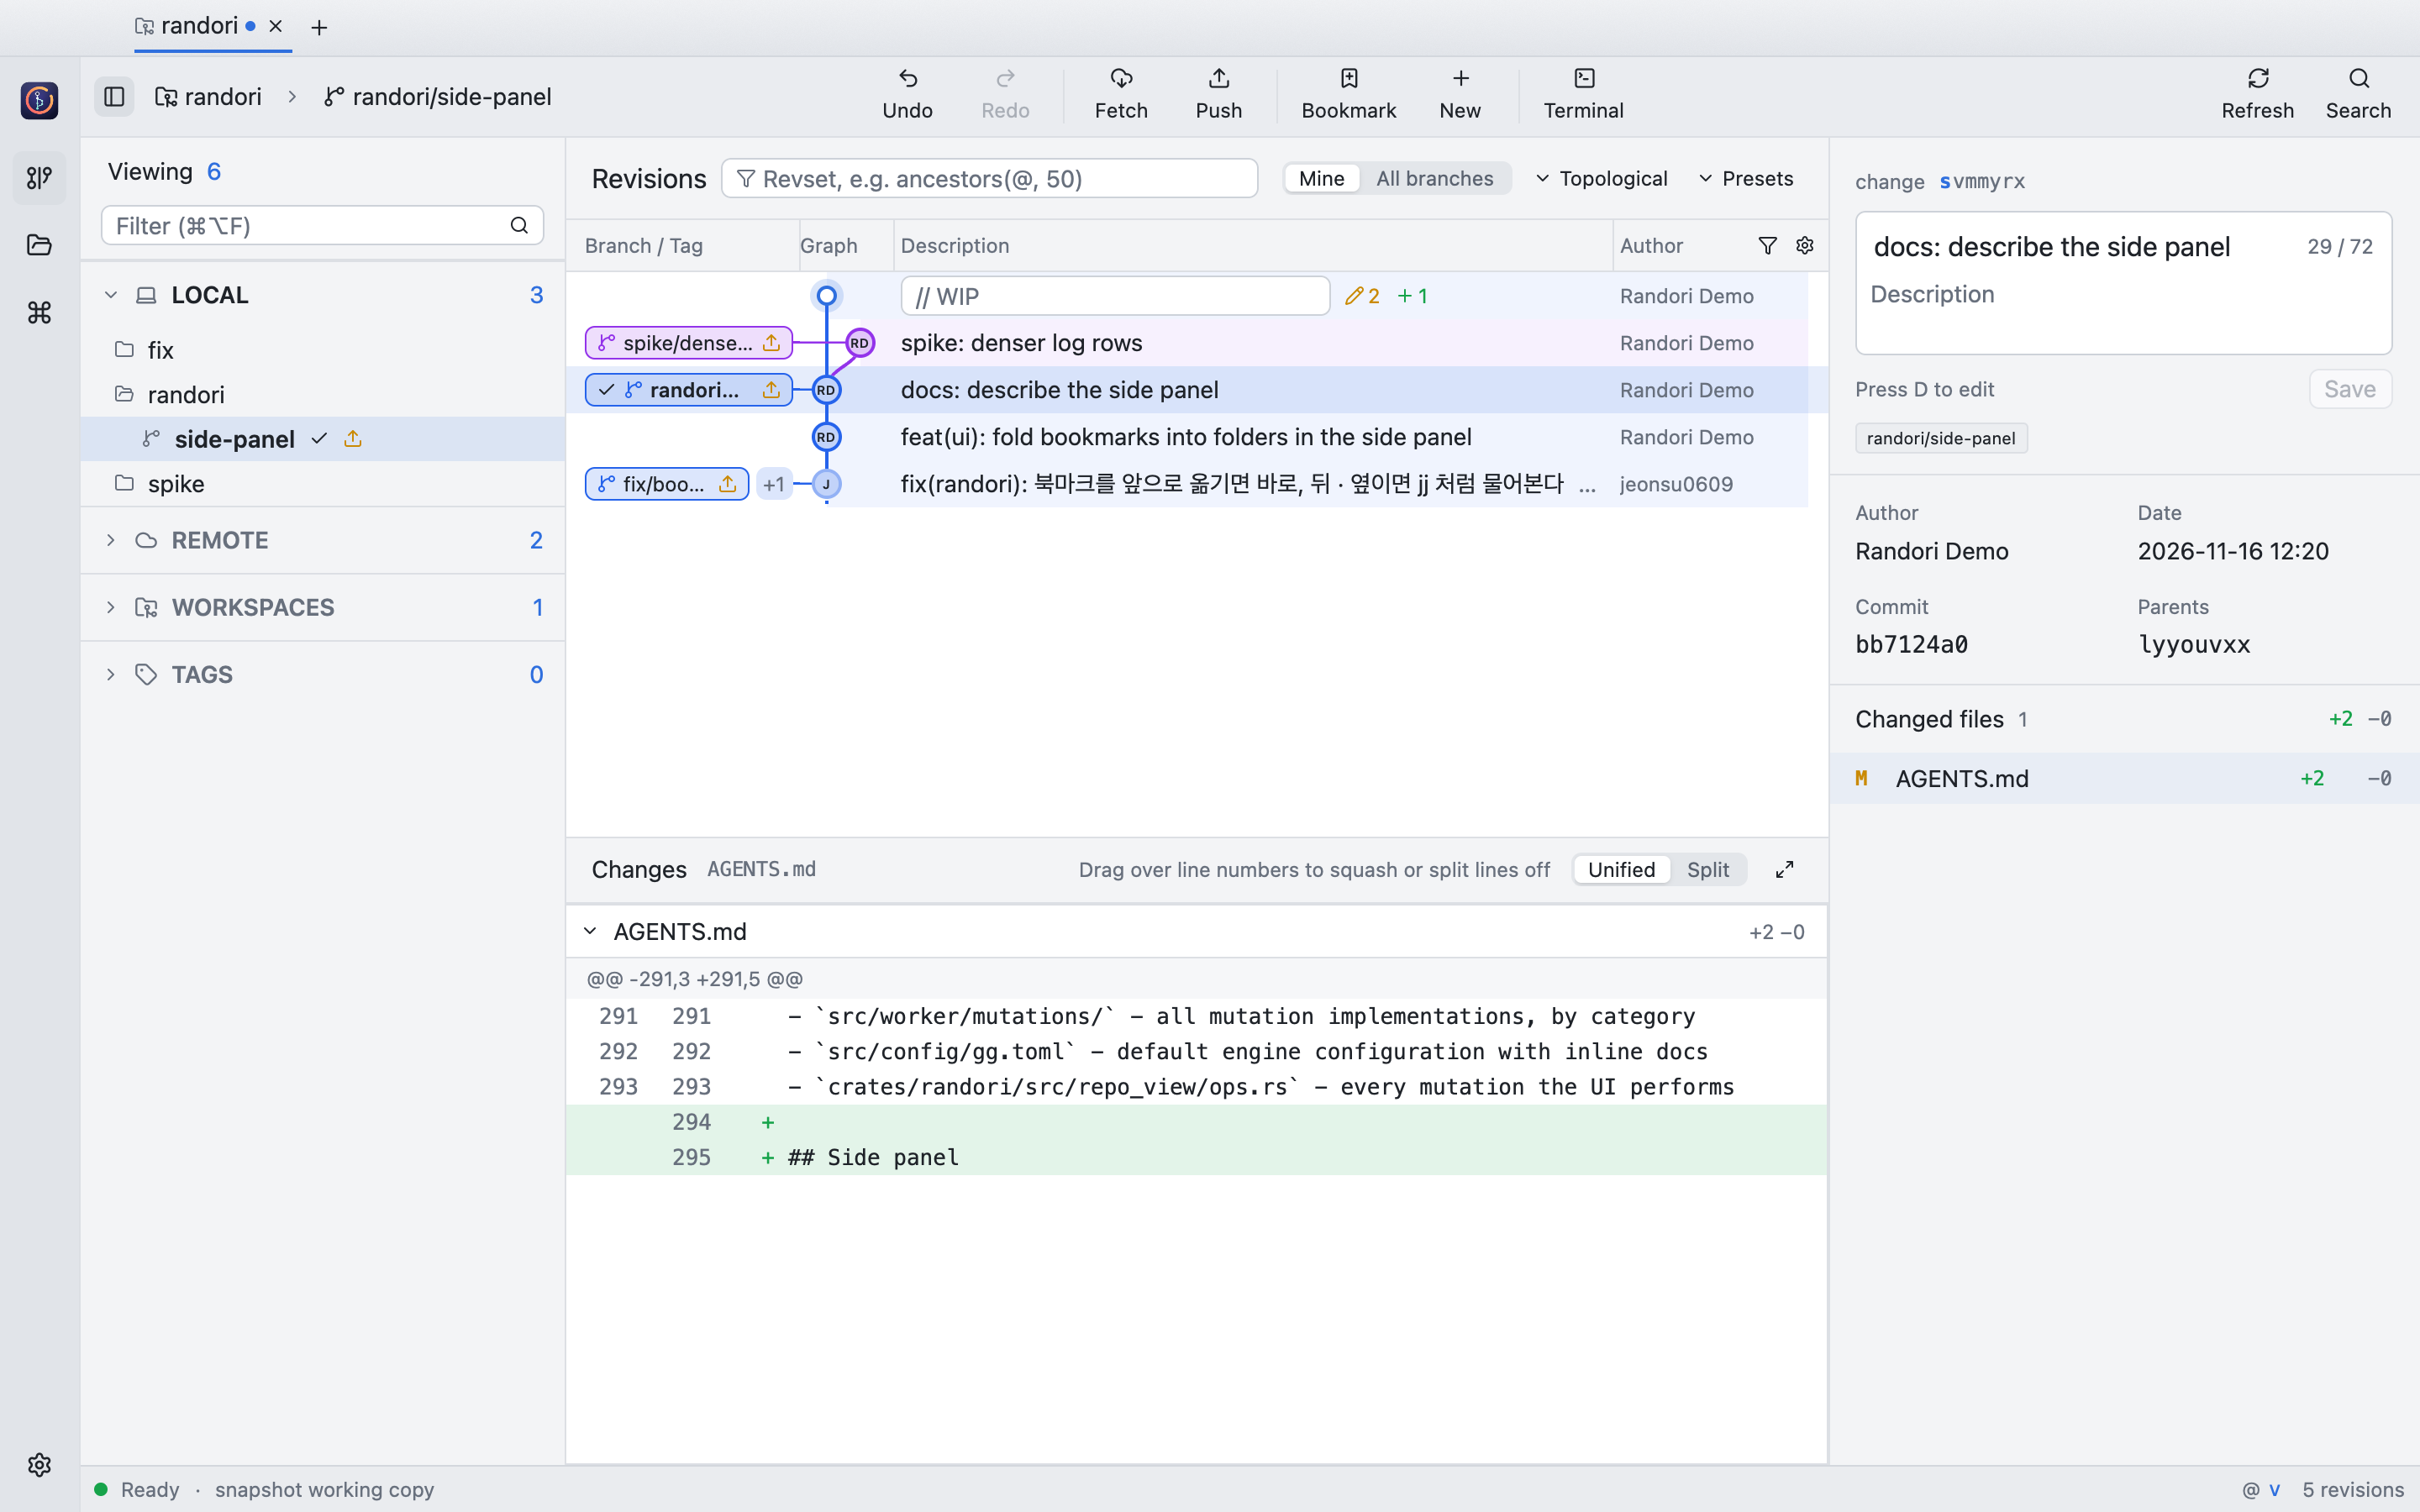 randori
randori > randori/side-panel
Undo
Redo
Fetch
Push
Bookmark
New
Terminal
Refresh
Search
Viewing 6
Filter (⌘⌥F)
LOCAL 3
fix
randori
side-panel
spike
REMOTE 2
WORKSPACES 1
TAGS 0
Revisions
Revset, e.g. ancestors(@, 50)
Mine
All branches
Topological
Presets
Branch / Tag
Graph
Description
Author
// WIP 2 +1 Randori Demo
spike/dense... RD spike: denser log rows Randori Demo
randori... RD docs: describe the side panel Randori Demo
RD feat(ui): fold bookmarks into folders in the side panel Randori Demo
fix/boo... +1 J fix(randori): 북마크를 앞으로 옮기면 바로, 뒤 · 옆이면 jj 처럼 물어본다 ... jeonsu0609
Changes AGENTS.md
Drag over line numbers to squash or split lines off
Unified
Split
AGENTS.md +2 −0
@@ -291,3 +291,5 @@
291 291 - `src/worker/mutations/` - all mutation implementations, by category
292 292 - `src/config/gg.toml` - default engine configuration with inline docs
293 293 - `crates/randori/src/repo_view/ops.rs` - every mutation the UI performs
294 +
295 + ## Side panel
change svmmyrx
docs: describe the side panel 29 / 72
Description
Press D to edit
Save
randori/side-panel
Author
Date
Randori Demo
2026-11-16 12:20
Commit
Parents
bb7124a0
lyyouvxx
Changed files 1 +2 −0
M AGENTS.md +2 −0
Ready · snapshot working copy
@ v 5 revisions